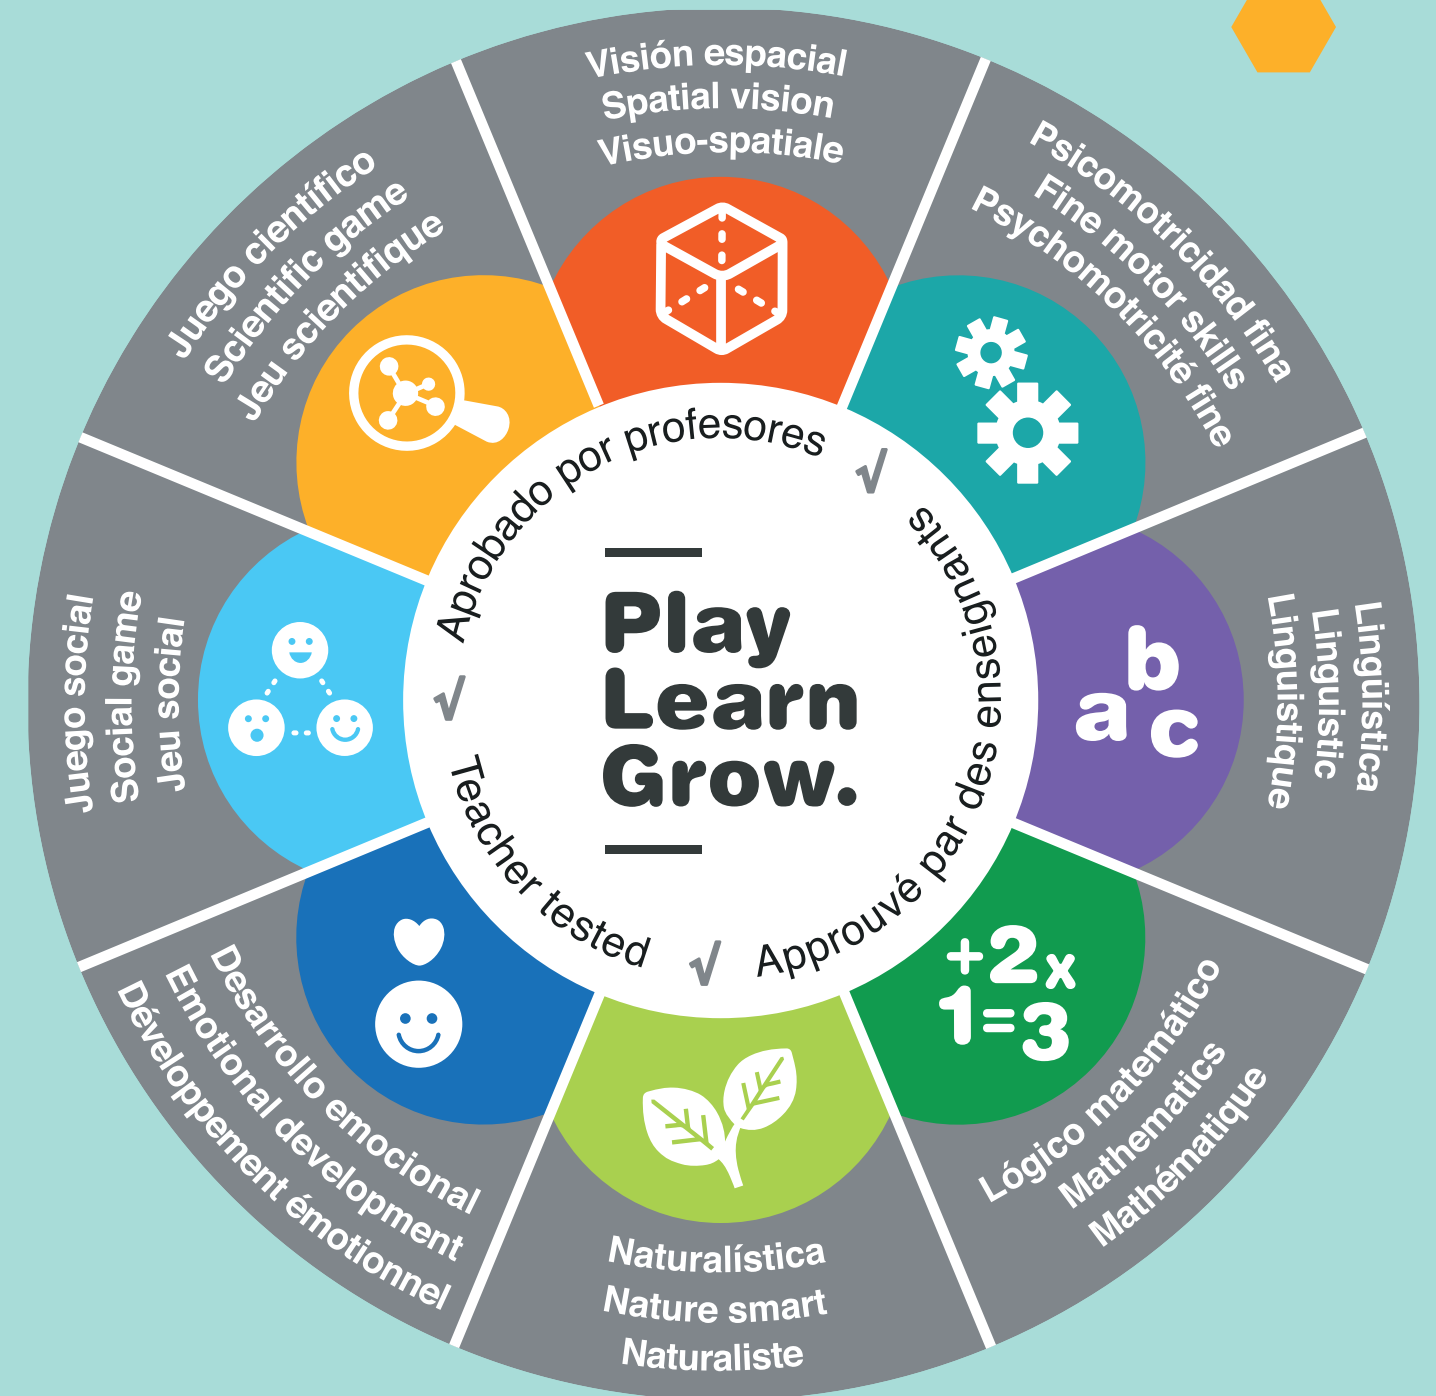 Visión espacial
Spatial vision
Visuo-spatiale
Psicomotricidad fina
Fine motor skills
Psychomotricité fine
Lingüística
Linguistic
Linguistique
Lógico matemático
Mathematics
Mathématique
Naturalística
Nature smart
Naturaliste
Desarrollo emocional
Emotional development
Développement émotionnel
Juego social
Social game
Jeu social
Juego científico
Scientific game
Jeu scientifique
Aprobado por profesores √
Approuvé par des enseignants √
Teacher tested √
Play
Learn
Grow.
b
a c
+2x
1=3